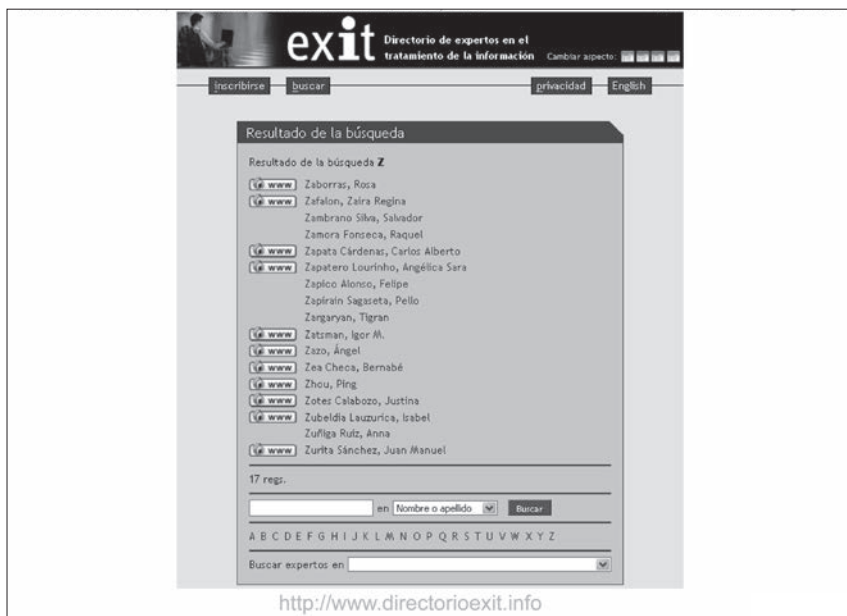 exit
Directorio de expertos en el
tratamiento de la información
Cambiar aspecto:
inscribirse
buscar
privacidad
English
Resultado de la búsqueda
Resultado de la búsqueda Z
www Zaborras, Rosa
www Zafalon, Zaira Regina
Zambrano Silva, Salvador
Zamora Fonseca, Raquel
www Zapata Cárdenas, Carlos Alberto
www Zapatero Lourinho, Angélica Sara
Zapico Alonso, Felipe
Zapirain Sagaseta, Pello
Zargaryan, Tigran
www Zatsman, Igor M.
www Zazo, Ángel
www Zea Checa, Bernabé
www Zhou, Ping
www Zotes Calabozo, Justina
www Zubeldia Lauzurica, Isabel
Zuñiga Ruiz, Anna
www Zurita Sánchez, Juan Manuel
17 regs.
en Nombre o apellido Buscar
A B C D E F G H I J K L M N O P Q R S T U V W X Y Z
Buscar expertos en
http://www.directorioexit.info